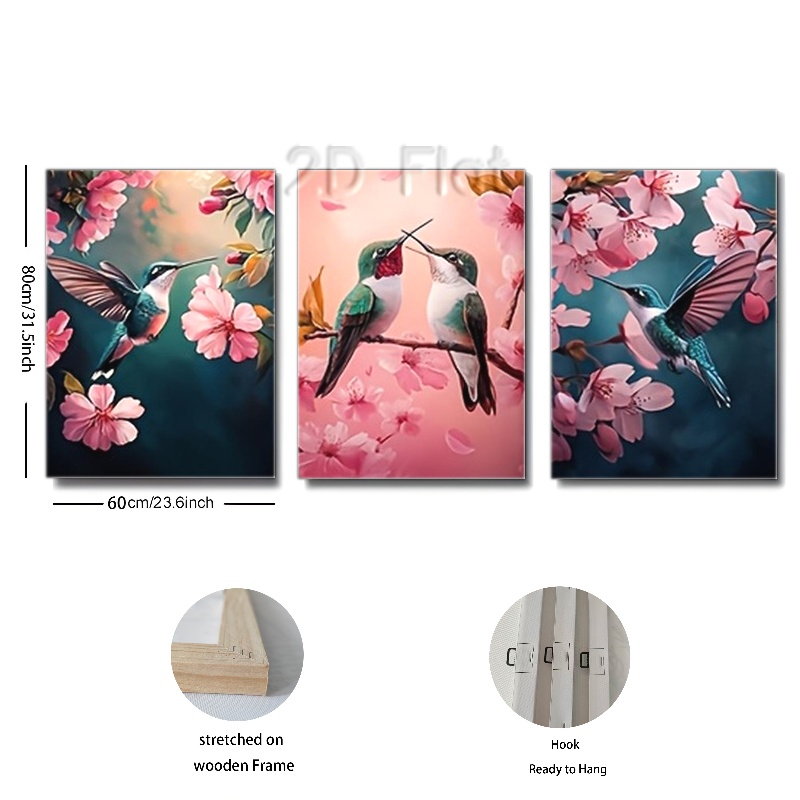 2D Flat
80cm/31.5inch
60cm/23.6inch
stretched on
wooden Frame
Hook
Ready to Hang